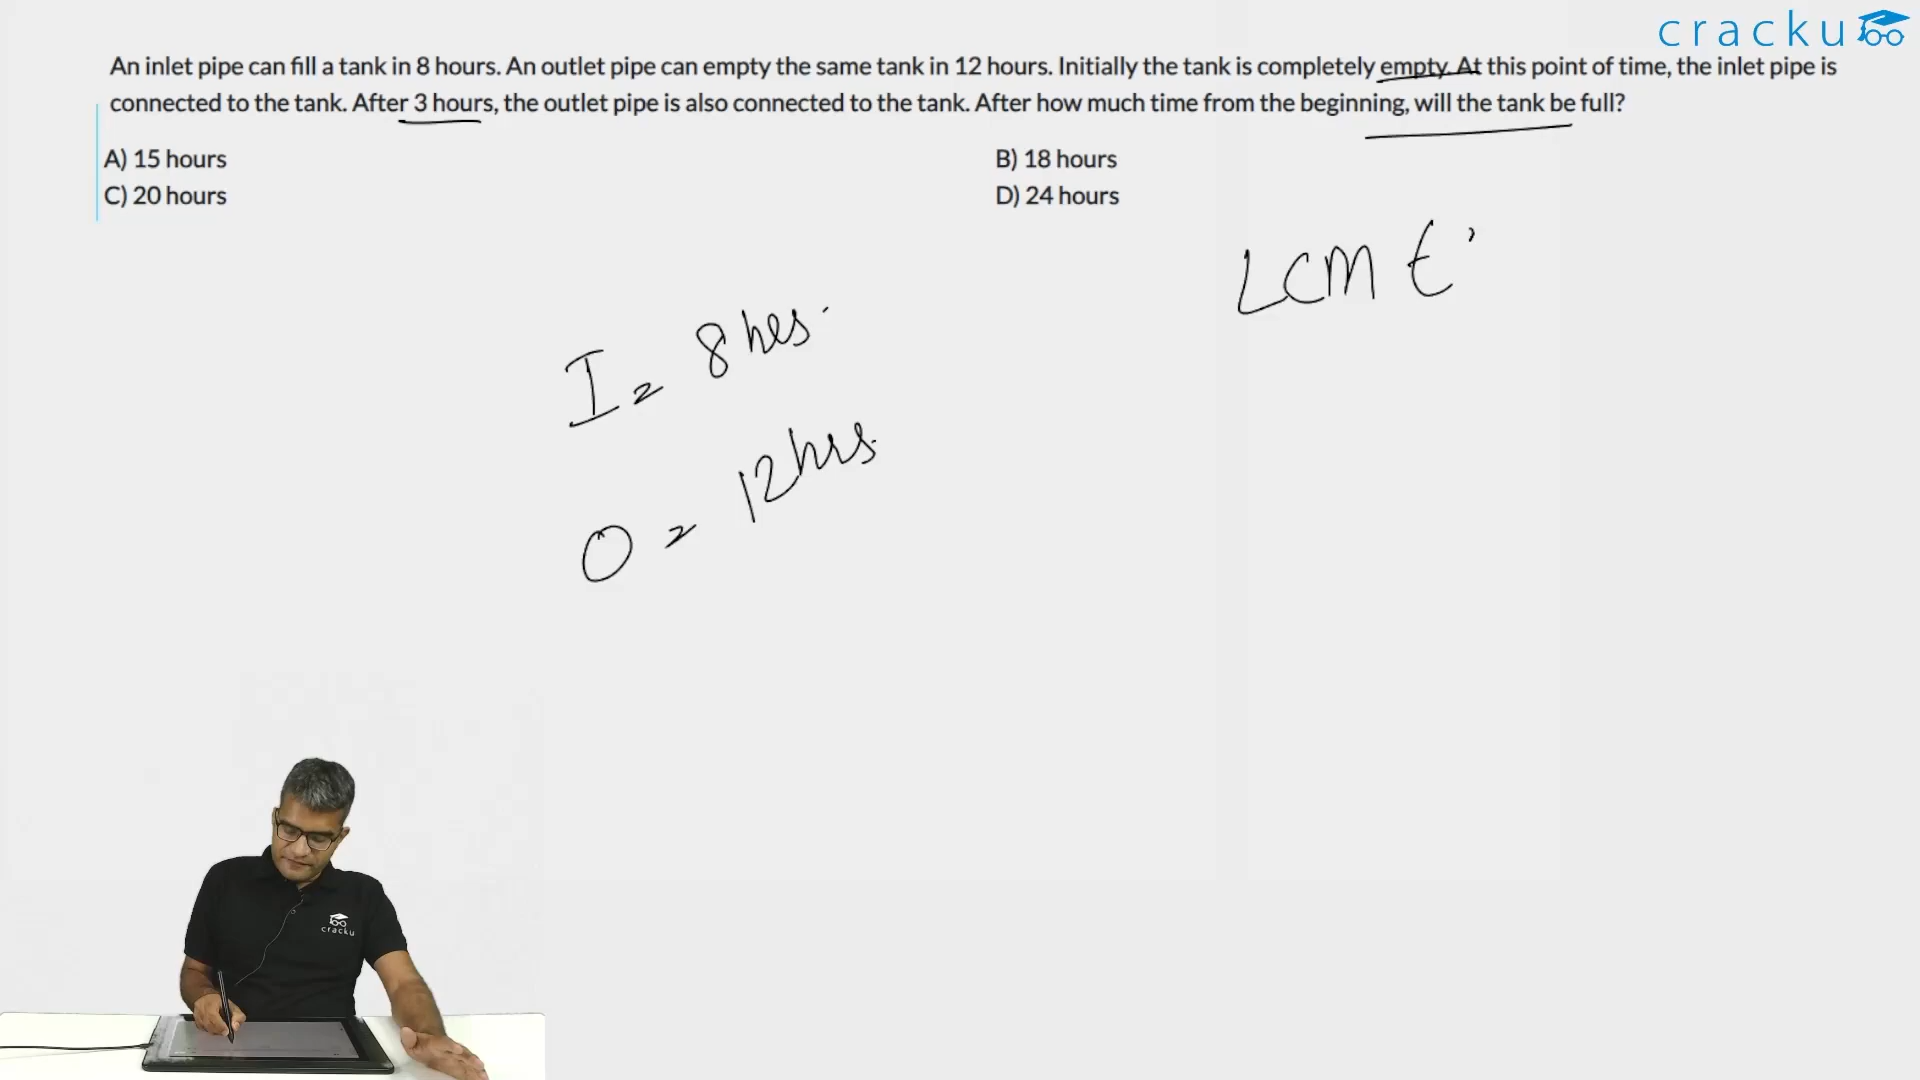 cracku
An inlet pipe can fill a tank in 8 hours. An outlet pipe can empty the same tank in 12 hours. Initially the tank is completely empty. At this point of time, the inlet pipe is
connected to the tank. After 3 hours, the outlet pipe is also connected to the tank. After how much time from the beginning, will the tank be full?
A) 15 hours B) 18 hours
C) 20 hours D) 24 hours
LCM
I = 8 hrs.
O = 12 hrs.
cracku